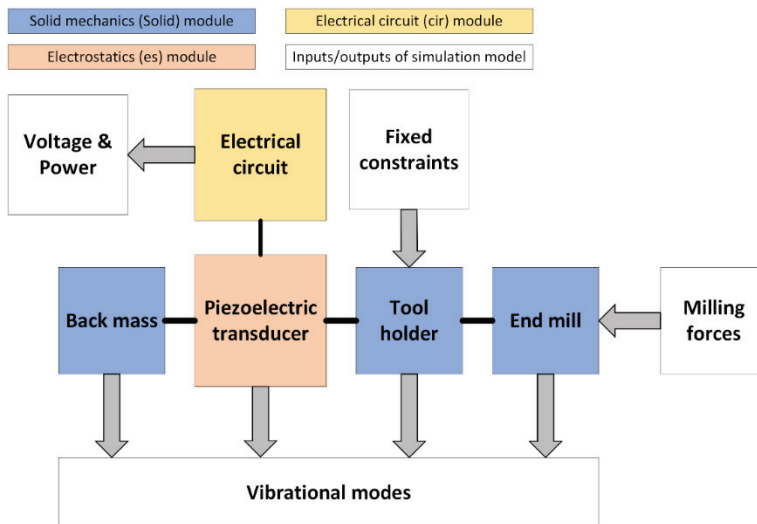 Solid mechanics (Solid) module
Electrical circuit (cir) module
Electrostatics (es) module
Inputs/outputs of simulation model
Voltage &
Power
Electrical
circuit
Fixed
constraints
Back mass
Piezoelectric
transducer
Tool
holder
End mill
Milling
forces
Vibrational modes